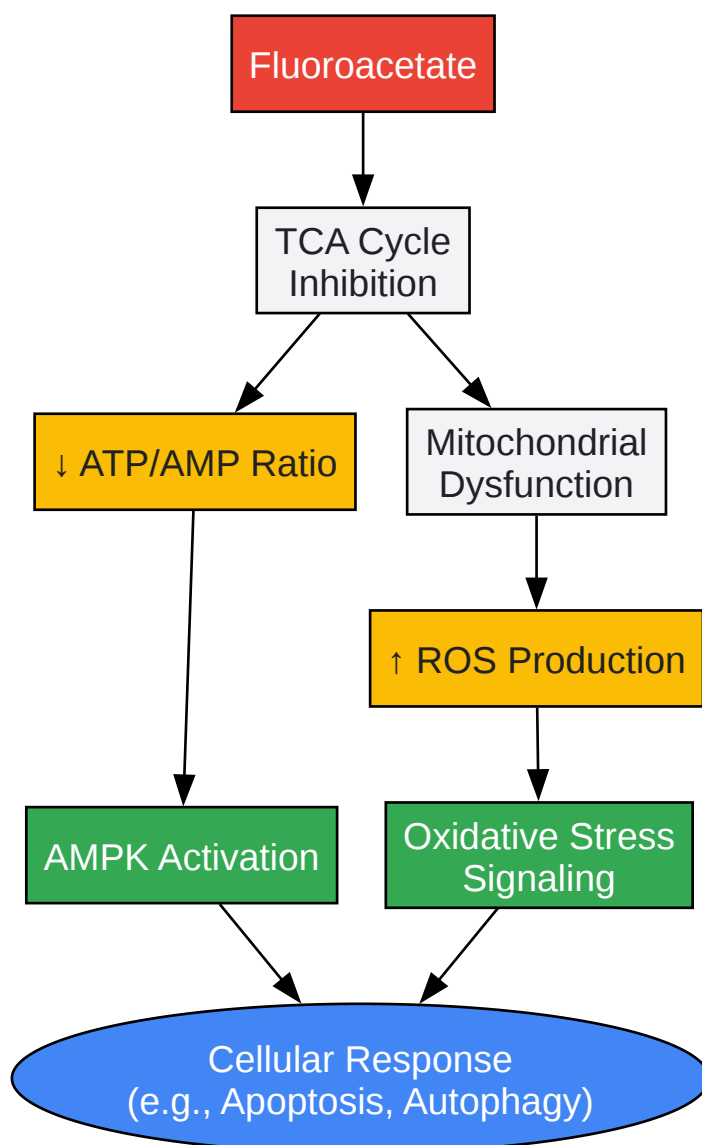 Fluoroacetate
TCA Cycle
Inhibition
↓ ATP/AMP Ratio
Mitochondrial
Dysfunction
↑ ROS Production
AMPK Activation
Oxidative Stress
Signaling
Cellular Response
(e.g., Apoptosis, Autophagy)